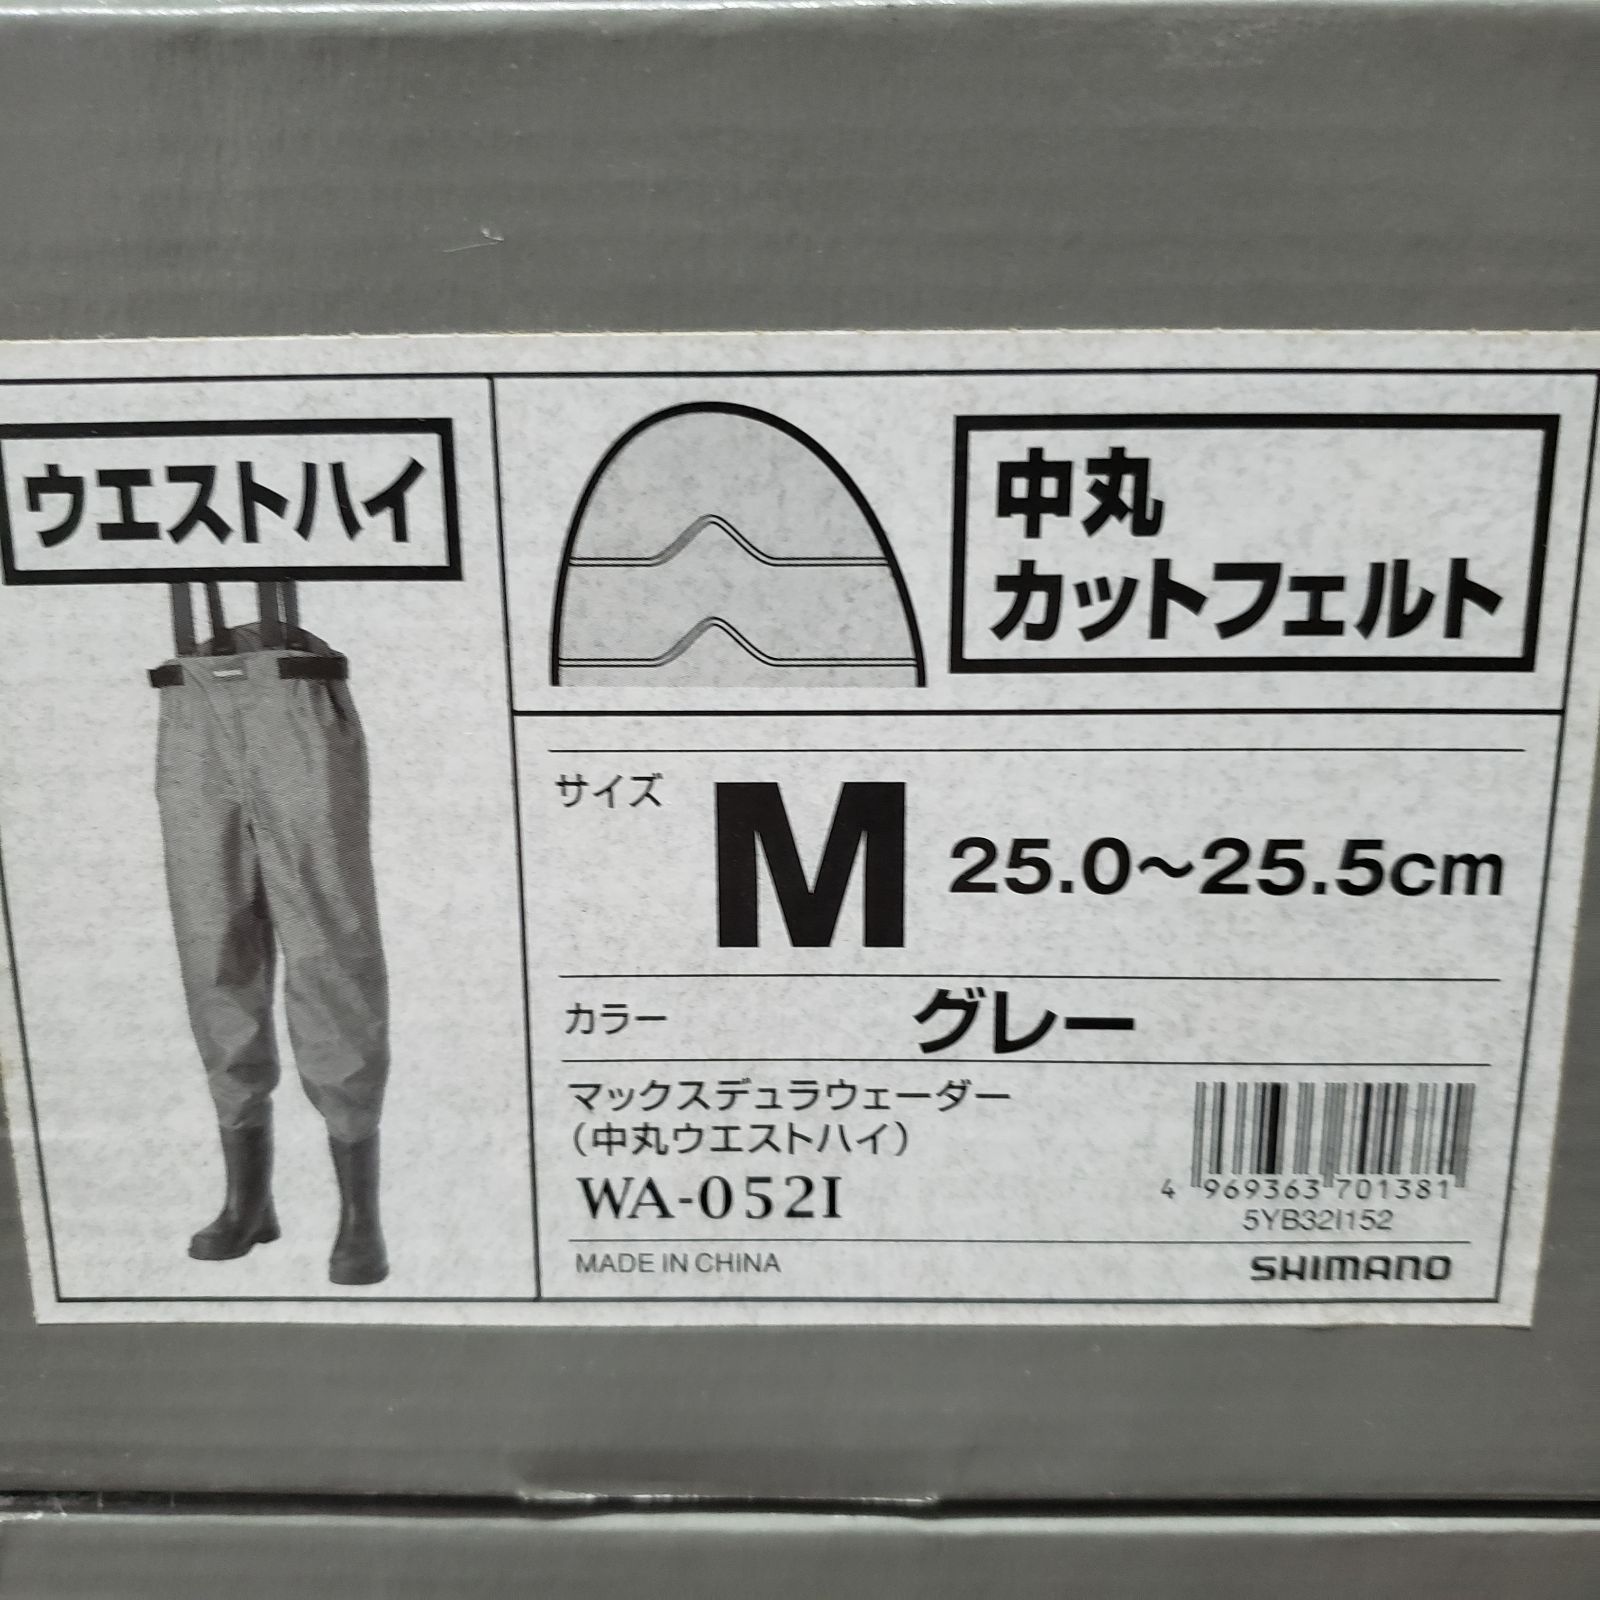 ウエストハイ
中丸
カットフェルト
サイズ
M 25.0～25.5cm
カラー グレー
マックスデュラウェーダー
（中丸ウエストハイ）
WA-052I
4 969363 701381
5YB32I152
MADE IN CHINA
SHIMANO